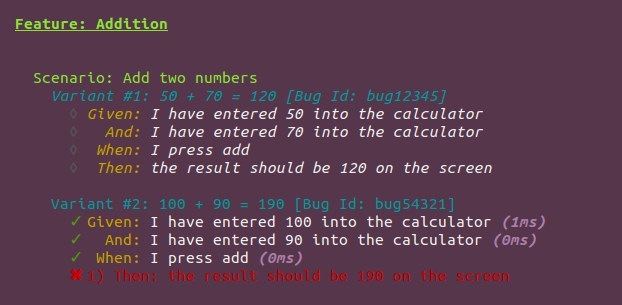 Feature: Addition
Scenario: Add two numbers
Variant #1: 50 + 70 = 120 [Bug Id: bug12345]
◊ Given: I have entered 50 into the calculator
◊ And: I have entered 70 into the calculator
◊ When: I press add
◊ Then: the result should be 120 on the screen
Variant #2: 100 + 90 = 190 [Bug Id: bug54321]
✓ Given: I have entered 100 into the calculator (1ms)
✓ And: I have entered 90 into the calculator (0ms)
✓ When: I press add (0ms)
✖ 1) Then: the result should be 190 on the screen